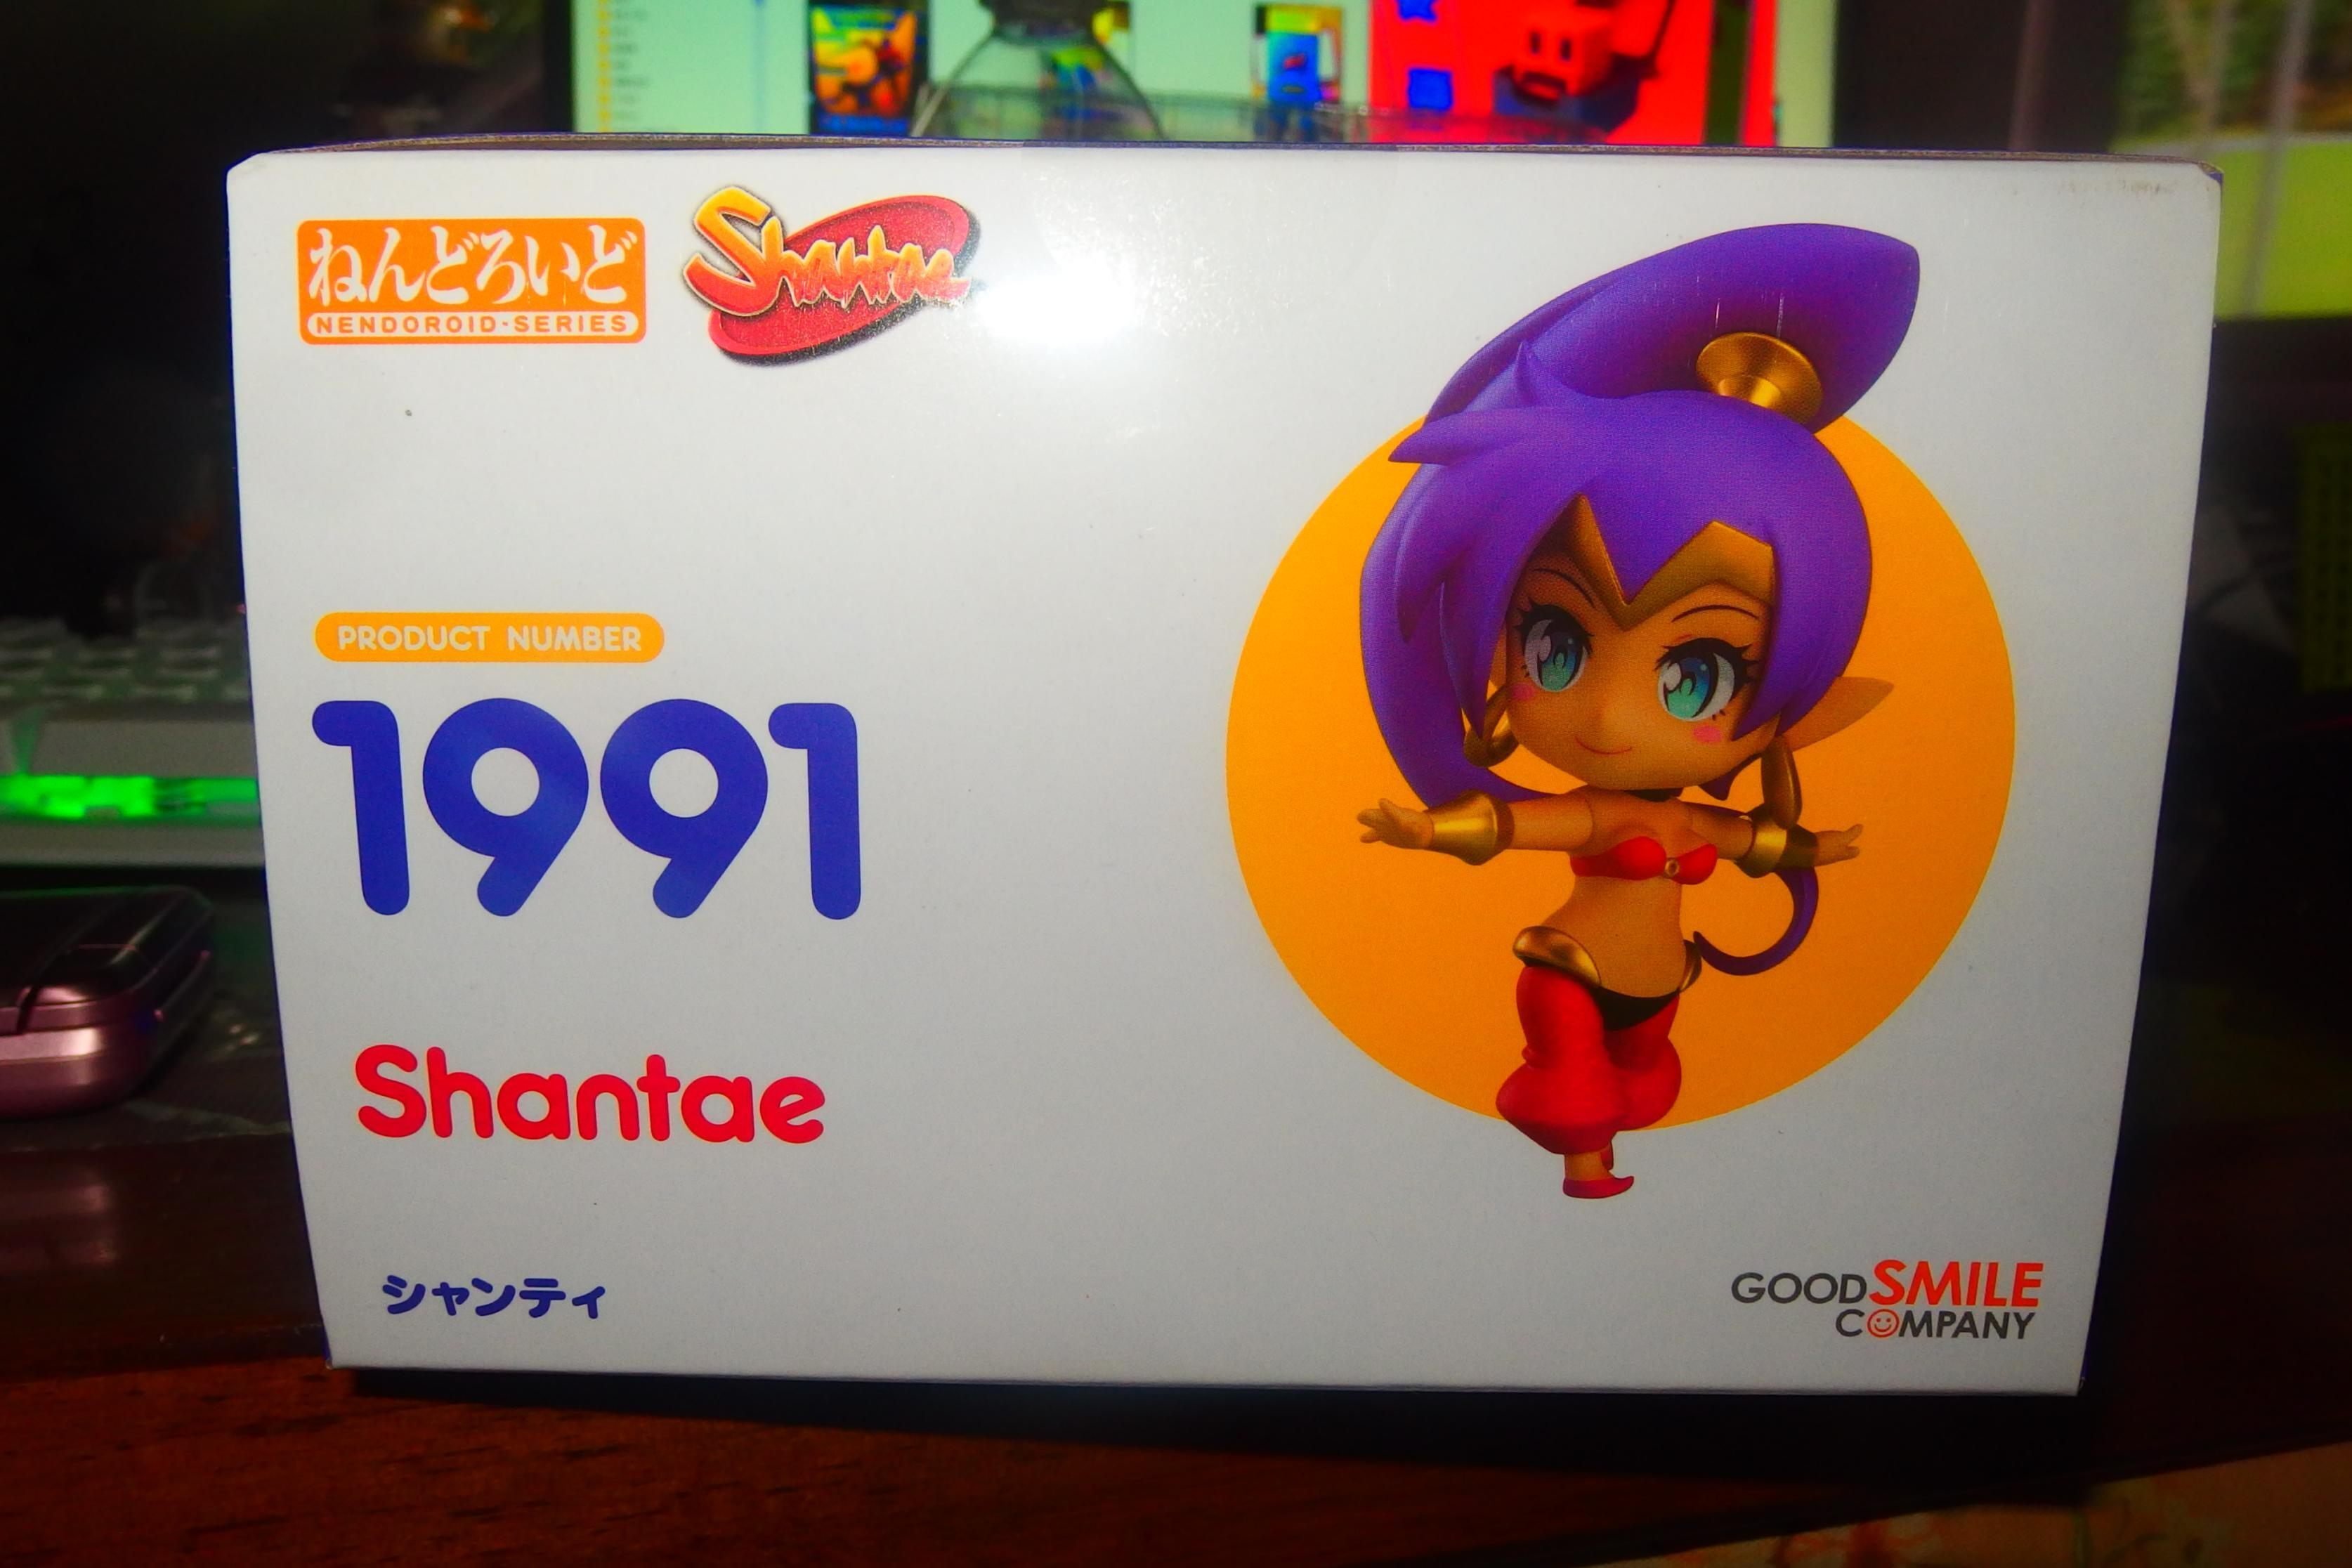 ねんどろいど
NENDOROID·SERIES
Shantae
PRODUCT NUMBER
1991
Shantae
シャンティ
GOOD SMILE
COMPANY